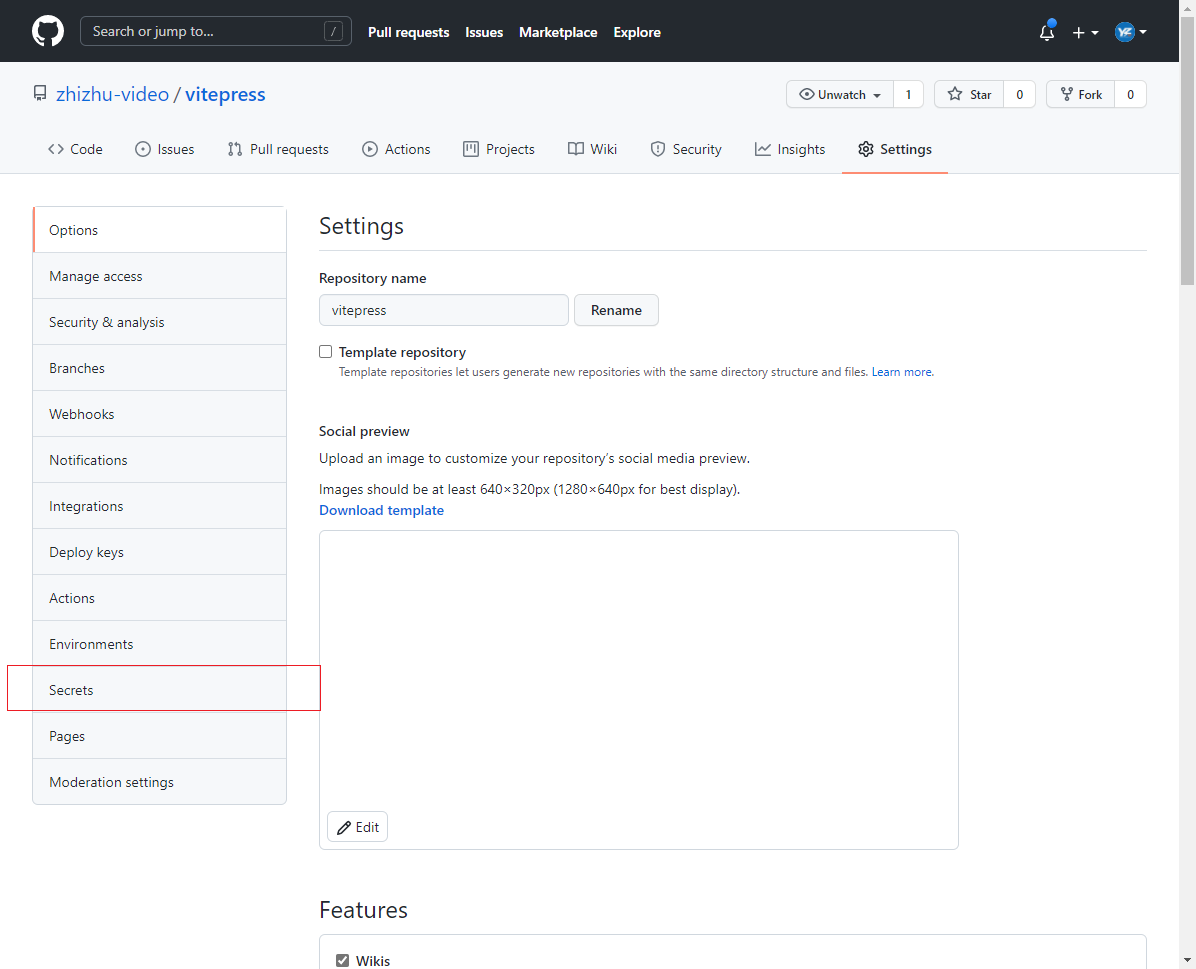 Search or jump to... /
Pull requests Issues Marketplace Explore
YZ
zhizhu-video / vitepress
Unwatch 1 Star 0 Fork 0
Code Issues Pull requests Actions Projects Wiki Security Insights Settings
Options
Manage access
Security & analysis
Branches
Webhooks
Notifications
Integrations
Deploy keys
Actions
Environments
Secrets
Pages
Moderation settings
Settings
Repository name
vitepress Rename
Template repository
Template repositories let users generate new repositories with the same directory structure and files. Learn more.
Social preview
Upload an image to customize your repository’s social media preview.
Images should be at least 640×320px (1280×640px for best display).
Download template
Edit
Features
Wikis